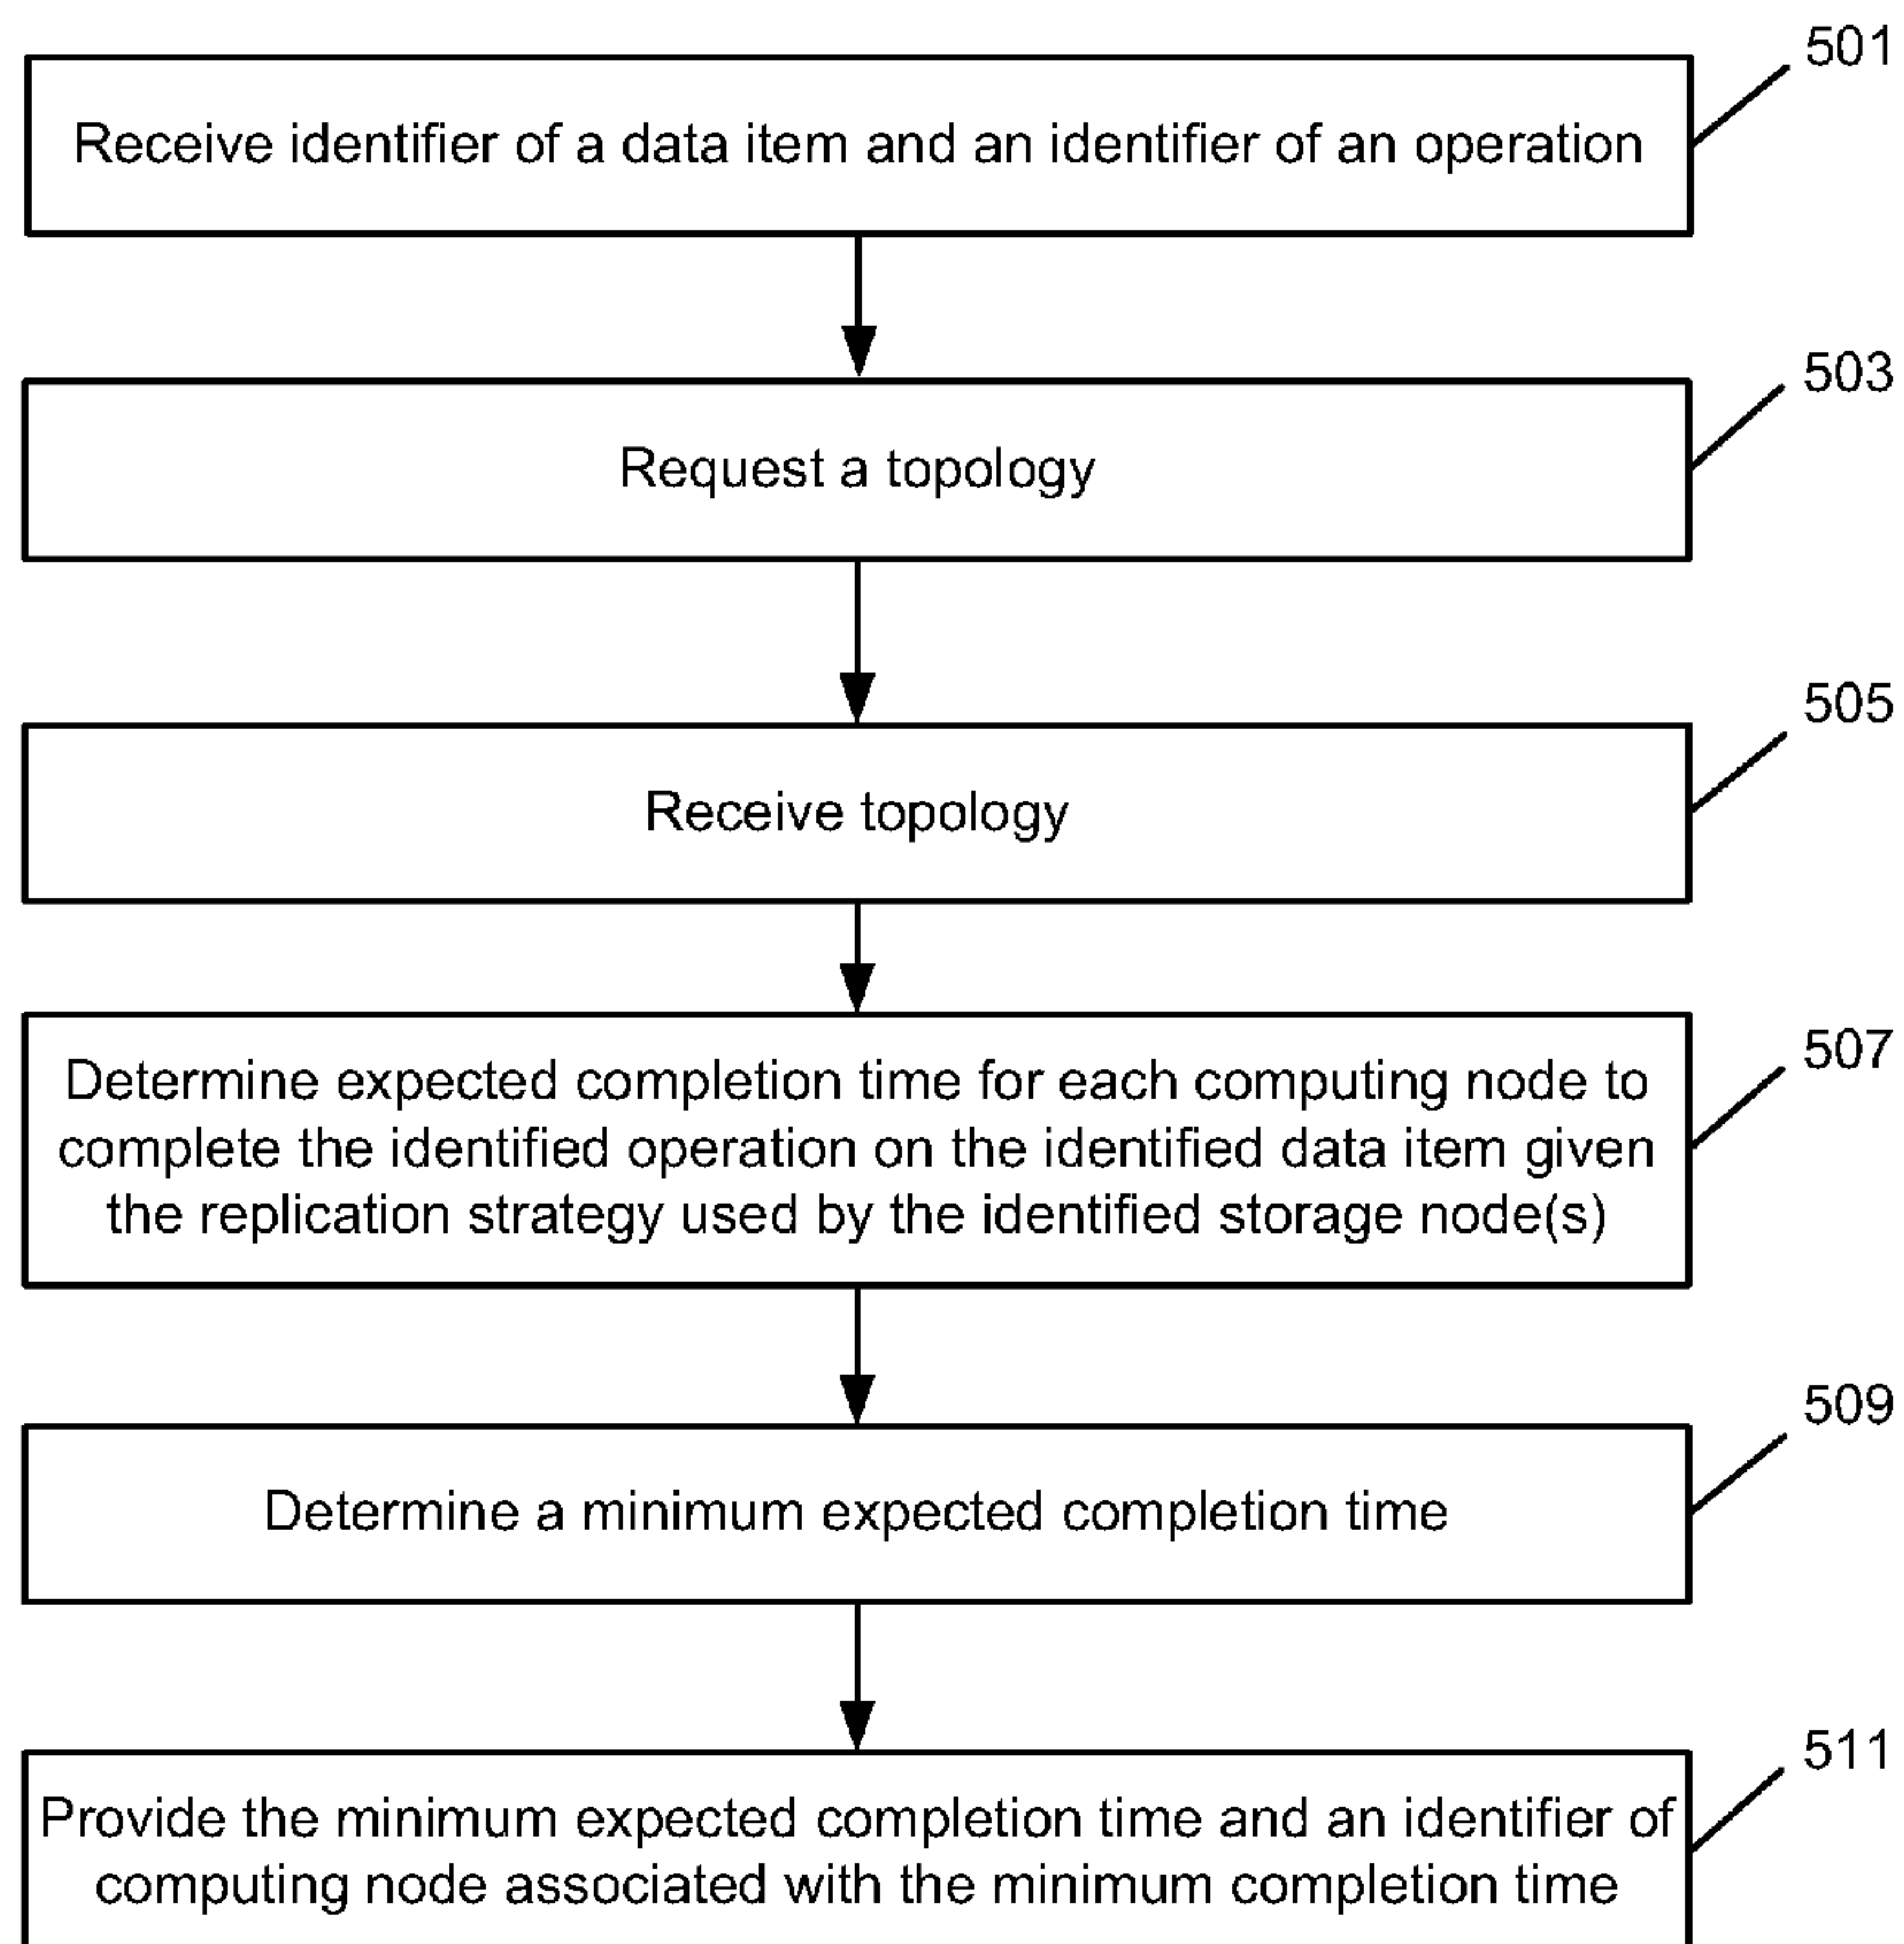 501
Receive identifier of a data item and an identifier of an operation
503
Request a topology
505
Receive topology
507
Determine expected completion time for each computing node to
complete the identified operation on the identified data item given
the replication strategy used by the identified storage node(s)
509
Determine a minimum expected completion time
511
Provide the minimum expected completion time and an identifier of
computing node associated with the minimum completion time